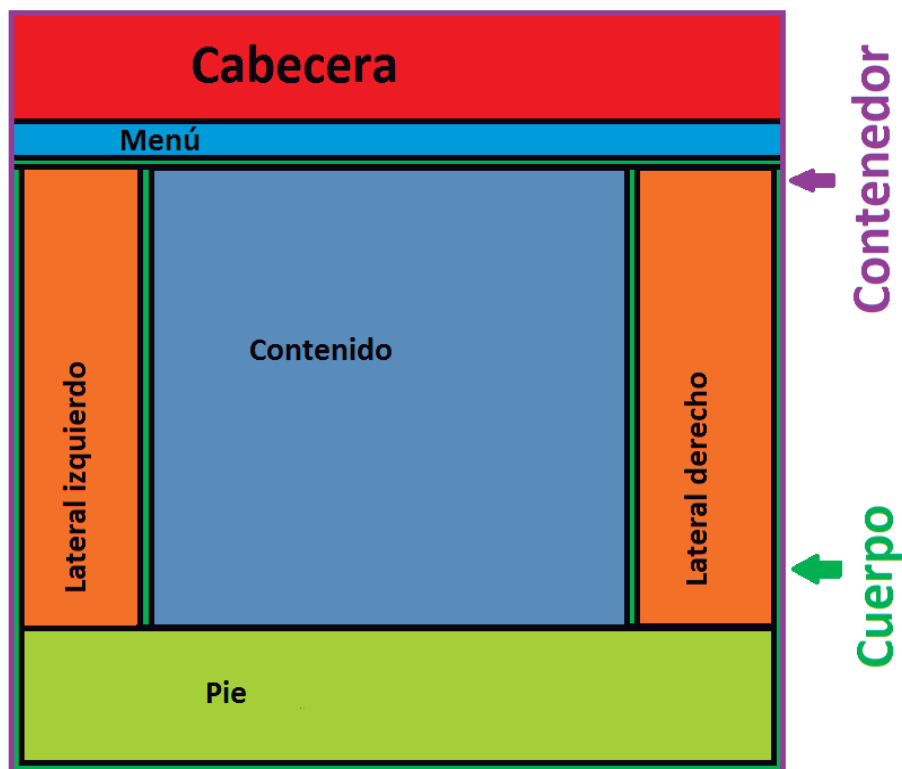 Cabecera
Menú
Contenedor
Lateral izquierdo
Contenido
Lateral derecho
Cuerpo
Pie